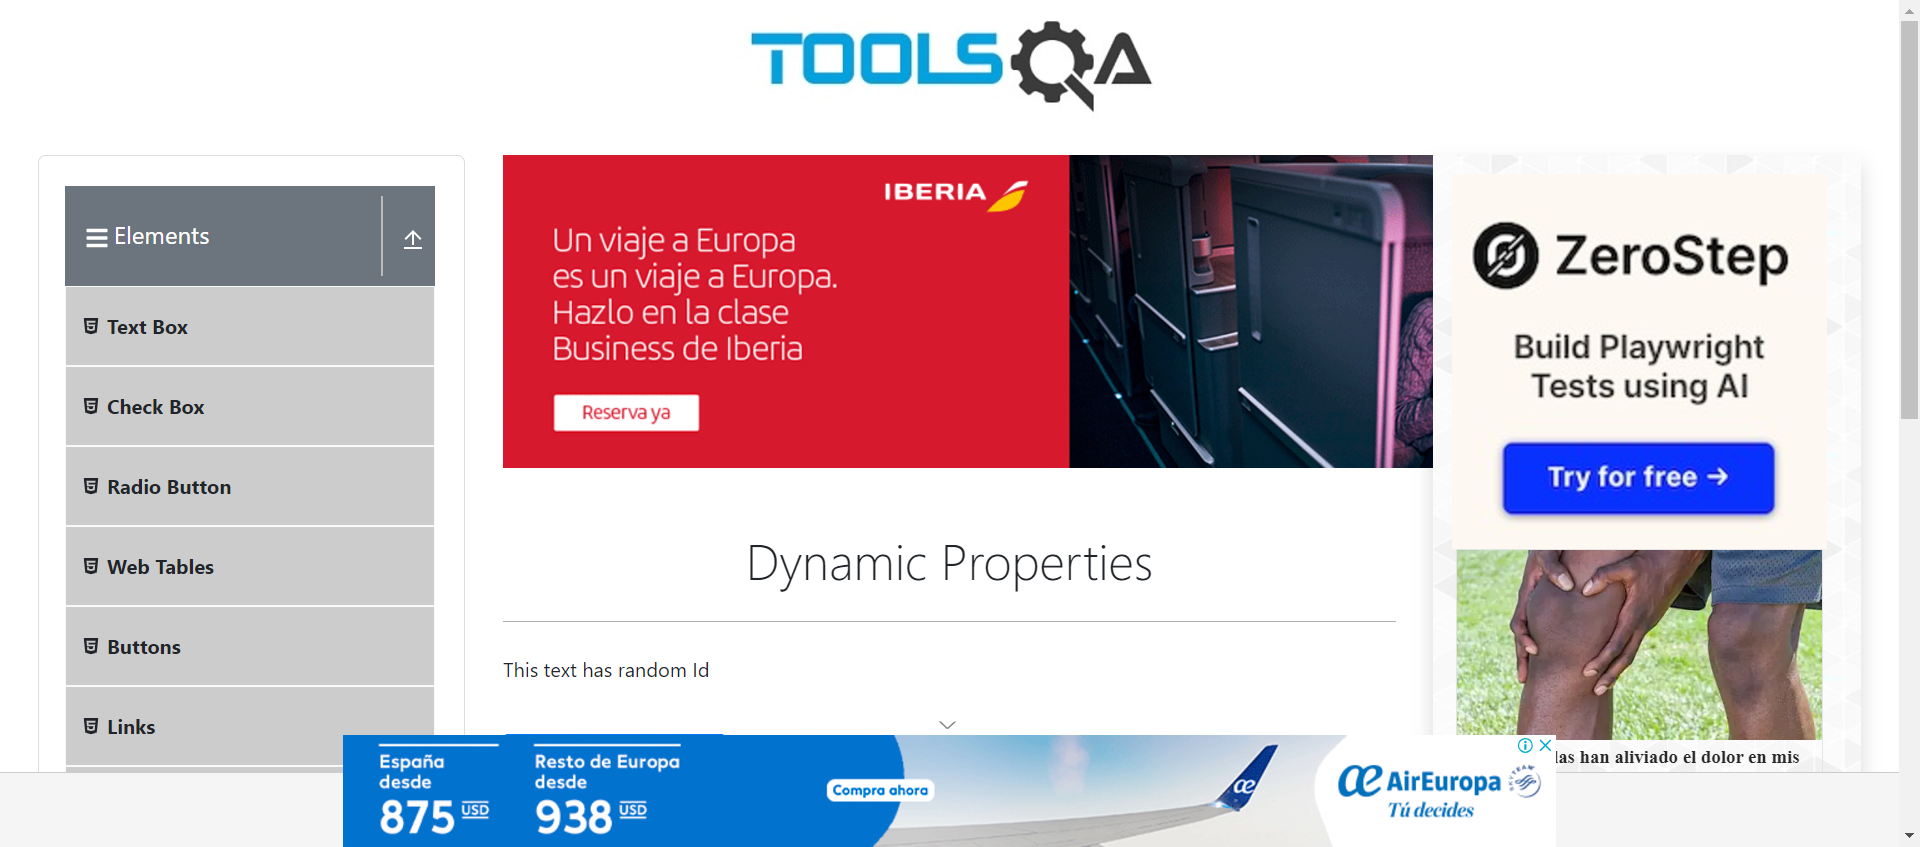 TOOLSQA
Elements
Text Box
Check Box
Radio Button
Web Tables
Buttons
Links
IBERIA
Un viaje a Europa
es un viaje a Europa.
Hazlo en la clase
Business de Iberia
Reserva ya
Dynamic Properties
This text has random Id
ZeroStep
Build Playwright
Tests using AI
Try for free →
las han aliviado el dolor en mis
España
desde
875 USD
Resto de Europa
desde
938 USD
Compra ahora
AirEuropa
Tú decides